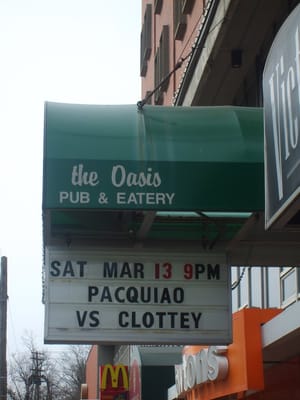 the Oasis
PUB & EATERY
SAT MAR 13 9PM
PACQUIAO
VS CLOTTEY